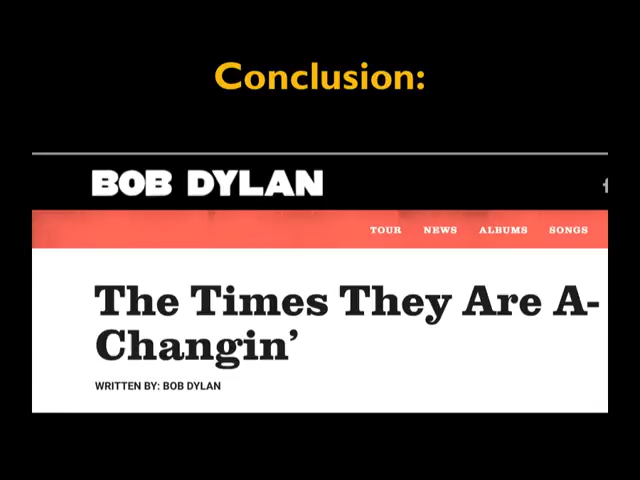 Conclusion:
BOB DYLAN
TOUR NEWS ALBUMS SONGS
The Times They Are A-
Changin’
WRITTEN BY: BOB DYLAN